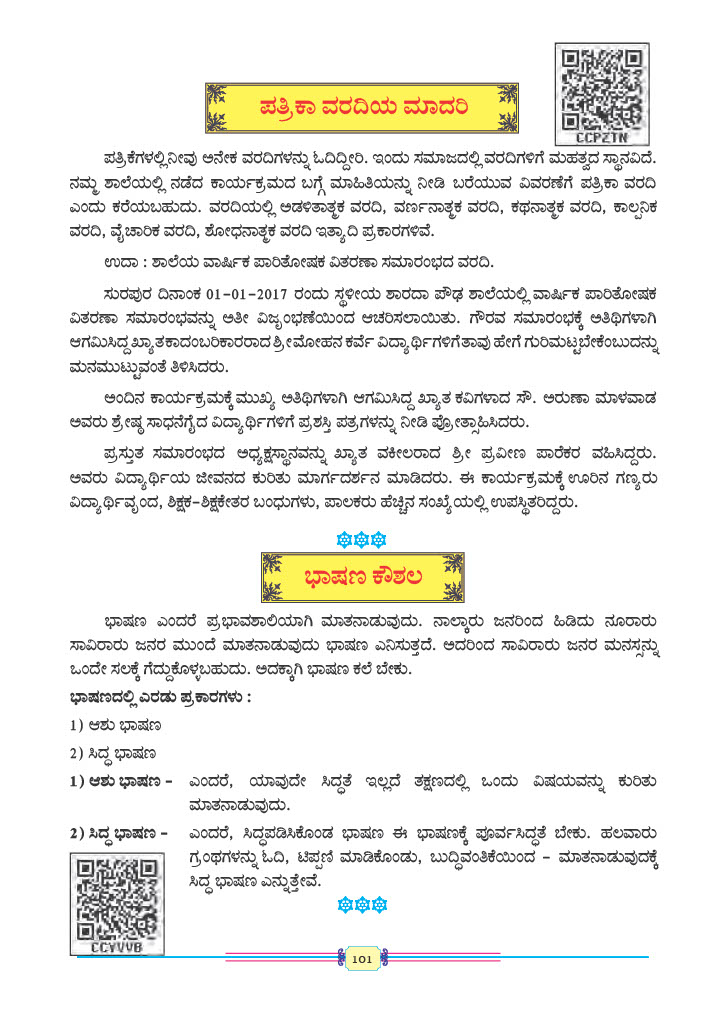 CCPZTN
ಪತ್ರಿಕಾ ವರದಿಯ ಮಾದರಿ
ಪತ್ರಿಕೆಗಳಲ್ಲಿ ನೀವು ಅನೇಕ ವರದಿಗಳನ್ನು ಓದಿದ್ದೀರಿ. ಇಂದು ಸಮಾಜದಲ್ಲಿ ವರದಿಗಳಿಗೆ ಮಹತ್ವದ ಸ್ಥಾನವಿದೆ.
ನಮ್ಮ ಶಾಲೆಯಲ್ಲಿ ನಡೆದ ಕಾರ್ಯಕ್ರಮದ ಬಗ್ಗೆ ಮಾಹಿತಿಯನ್ನು ನೀಡಿ ಬರೆಯುವ ವಿವರಣೆಗೆ ಪತ್ರಿಕಾ ವರದಿ
ಎಂದು ಕರೆಯಬಹುದು. ವರದಿಯಲ್ಲಿ ಅಡಳಿತಾತ್ಮಕ ವರದಿ, ವರ್ಣನಾತ್ಮಕ ವರದಿ, ಕಥನಾತ್ಮಕ ವರದಿ, ಕಾಲ್ಪನಿಕ
ವರದಿ, ವೈಚಾರಿಕ ವರದಿ, ಶೋಧನಾತ್ಮಕ ವರದಿ ಇತ್ಯಾದಿ ಪ್ರಕಾರಗಳಿವೆ.
ಉದಾ : ಶಾಲೆಯ ವಾರ್ಷಿಕ ಪಾರಿತೋಷಕ ವಿತರಣಾ ಸಮಾರಂಭದ ವರದಿ.
ಸುರಪುರ ದಿನಾಂಕ 01-01-2017 ರಂದು ಸ್ಥಳೀಯ ಶಾರದಾ ಪೌಢ ಶಾಲೆಯಲ್ಲಿ ವಾರ್ಷಿಕ ಪಾರಿತೋಷಕ
ವಿತರಣಾ ಸಮಾರಂಭವನ್ನು ಅತೀ ವಿಜೃಂಭಣೆಯಿಂದ ಆಚರಿಸಲಾಯಿತು. ಗೌರವ ಸಮಾರಂಭಕ್ಕೆ ಅತಿಥಿಗಳಾಗಿ
ಆಗಮಿಸಿದ್ದ ಖ್ಯಾತಕಾದಂಬರಿಕಾರರಾದ ಶ್ರೀ ಮೋಹನ ಕರ್ವೆ ವಿದ್ಯಾರ್ಥಿಗಳಿಗೆ ತಾವು ಹೇಗೆ ಗುರಿಮಟ್ಟಬೇಕೆಂಬುದನ್ನು
ಮನಮುಟ್ಟುವಂತೆ ತಿಳಿಸಿದರು.
ಅಂದಿನ ಕಾರ್ಯಕ್ರಮಕ್ಕೆ ಮುಖ್ಯ ಅತಿಥಿಗಳಾಗಿ ಆಗಮಿಸಿದ್ದ ಖ್ಯಾತ ಕವಿಗಳಾದ ಸೌ. ಅರುಣಾ ಮಾಳವಾಡ
ಅವರು ಶ್ರೇಷ್ಠ ಸಾಧನೆಗೈದ ವಿದ್ಯಾರ್ಥಿಗಳಿಗೆ ಪ್ರಶಸ್ತಿ ಪತ್ರಗಳನ್ನು ನೀಡಿ ಪ್ರೋತ್ಸಾಹಿಸಿದರು.
ಪ್ರಸ್ತುತ ಸಮಾರಂಭದ ಅಧ್ಯಕ್ಷಸ್ಥಾನವನ್ನು ಖ್ಯಾತ ವಕೀಲರಾದ ಶ್ರೀ ಪ್ರವೀಣ ಪಾರೆಕರ ವಹಿಸಿದ್ದರು.
ಅವರು ವಿದ್ಯಾರ್ಥಿಯ ಜೀವನದ ಕುರಿತು ಮಾರ್ಗದರ್ಶನ ಮಾಡಿದರು. ಈ ಕಾರ್ಯಕ್ರಮಕ್ಕೆ ಊರಿನ ಗಣ್ಯರು
ವಿದ್ಯಾರ್ಥಿವೃಂದ, ಶಿಕ್ಷಕ-ಶಿಕ್ಷಕೇತರ ಬಂಧುಗಳು, ಪಾಲಕರು ಹೆಚ್ಚಿನ ಸಂಖ್ಯೆಯಲ್ಲಿ ಉಪಸ್ಥಿತರಿದ್ದರು.
ಭಾಷಣ ಕೌಶಲ
ಭಾಷಣ ಎಂದರೆ ಪ್ರಭಾವಶಾಲಿಯಾಗಿ ಮಾತನಾಡುವುದು. ನಾಲ್ಕಾರು ಜನರಿಂದ ಹಿಡಿದು ನೂರಾರು
ಸಾವಿರಾರು ಜನರ ಮುಂದೆ ಮಾತನಾಡುವುದು ಭಾಷಣ ಎನಿಸುತ್ತದೆ. ಅದರಿಂದ ಸಾವಿರಾರು ಜನರ ಮನಸ್ಸನ್ನು
ಒಂದೇ ಸಲಕ್ಕೆ ಗೆದ್ದುಕೊಳ್ಳಬಹುದು. ಅದಕ್ಕಾಗಿ ಭಾಷಣ ಕಲೆ ಬೇಕು.
ಭಾಷಣದಲ್ಲಿ ಎರಡು ಪ್ರಕಾರಗಳು :
1) ಆಶು ಭಾಷಣ
2) ಸಿದ್ಧ ಭಾಷಣ
1) ಆಶು ಭಾಷಣ - ಎಂದರೆ, ಯಾವುದೇ ಸಿದ್ಧತೆ ಇಲ್ಲದೆ ತಕ್ಷಣದಲ್ಲಿ ಒಂದು ವಿಷಯವನ್ನು ಕುರಿತು
ಮಾತನಾಡುವುದು.
2) ಸಿದ್ಧ ಭಾಷಣ - ಎಂದರೆ, ಸಿದ್ಧಪಡಿಸಿಕೊಂಡ ಭಾಷಣ ಈ ಭಾಷಣಕ್ಕೆ ಪೂರ್ವಸಿದ್ಧತೆ ಬೇಕು. ಹಲವಾರು
ಗ್ರಂಥಗಳನ್ನು ಓದಿ, ಟಿಪ್ಪಣಿ ಮಾಡಿಕೊಂಡು, ಬುದ್ಧಿವಂತಿಕೆಯಿಂದ - ಮಾತನಾಡುವುದಕ್ಕೆ
ಸಿದ್ಧ ಭಾಷಣ ಎನ್ನುತ್ತೇವೆ.
CCYVVB
101